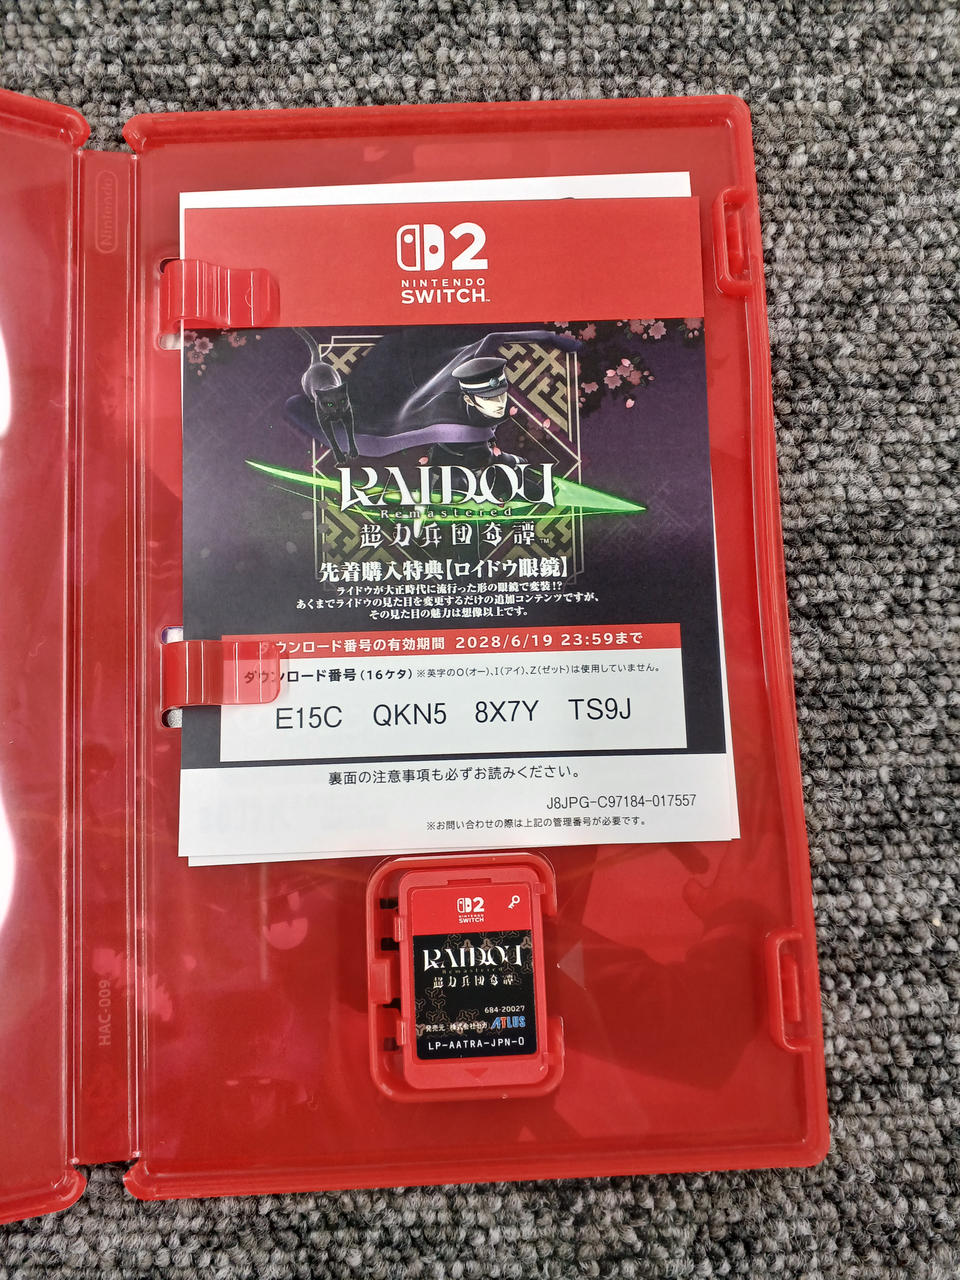 Nintendo
2
NINTENDO
SWITCH™
RAIDOU
Remastered
超力兵団奇譚™
先着購入特典【ロイドウ眼鏡】
ライドウが大正時代に流行った形の眼鏡で変装!?
あくまでライドウの見た目を変更するだけの追加コンテンツですが、
その見た目の魅力は想像以上です。
ダウンロード番号の有効期間 2028/6/19 23:59まで
ダウンロード番号(16ケタ) ※英字のO(オー)、I(アイ)、Z(ゼット)は使用していません。
E15C QKN5 8X7Y TS9J
裏面の注意事項も必ずお読みください。
J8JPG-C97184-017557
※お問い合わせの際は上記の管理番号が必要です。
2
NINTENDO
SWITCH
RAIDOU
Remastered
超力兵団奇譚
684-20027
発売元 株式会社セガ ATLUS
LP-AATRA-JPN-0
HAC-009